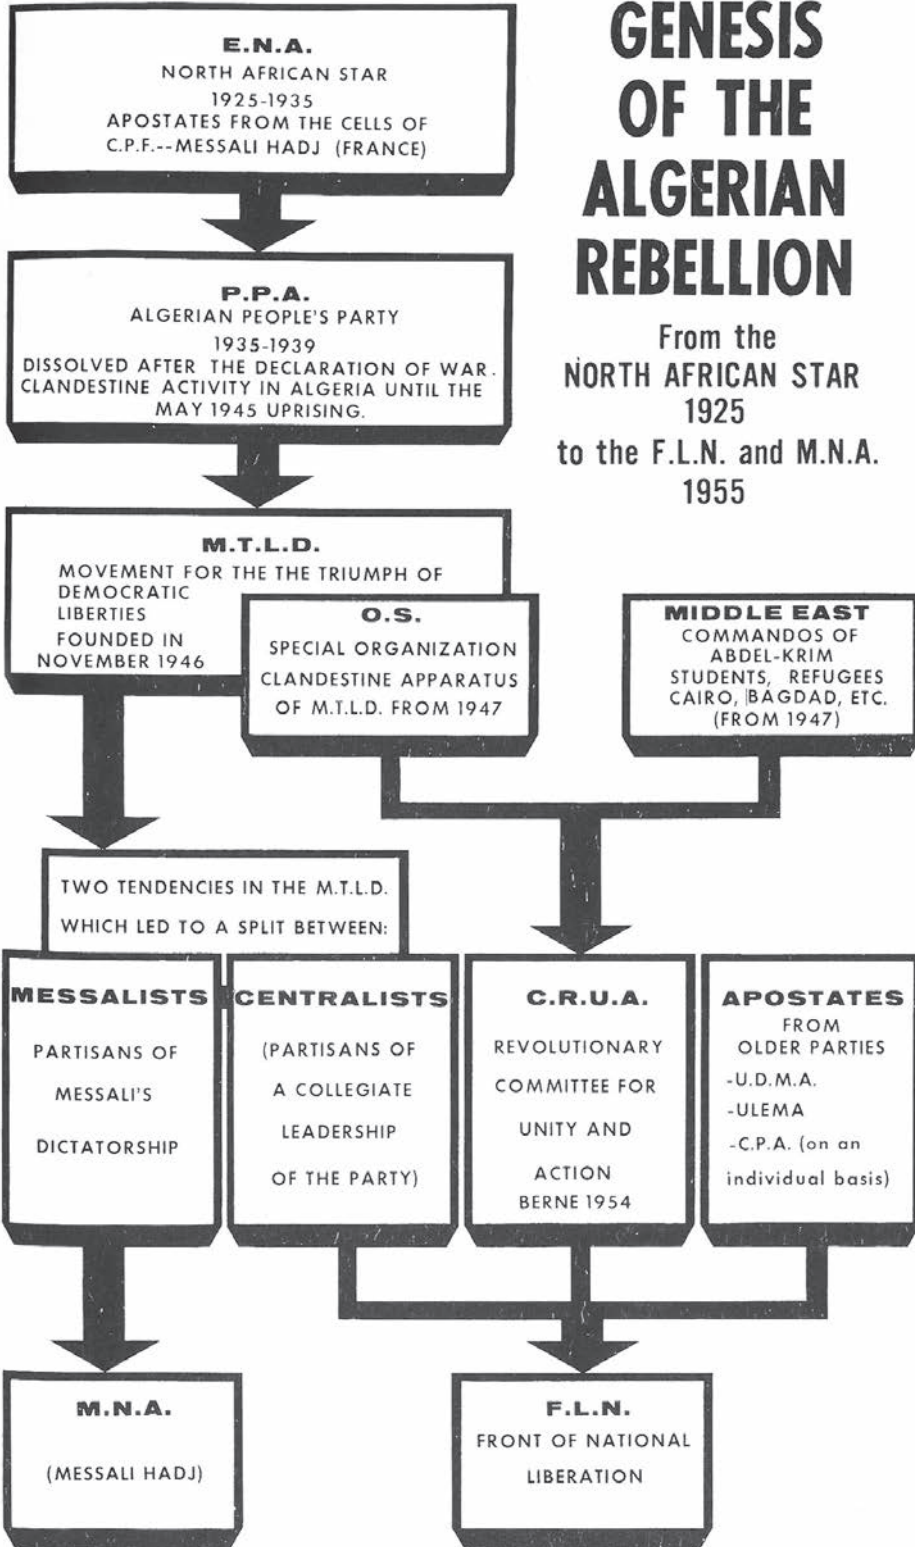 GENESIS
OF THE
ALGERIAN
REBELLION
From the
NORTH AFRICAN STAR
1925
to the F.L.N. and M.N.A.
1955
E.N.A.
NORTH AFRICAN STAR
1925-1935
APOSTATES FROM THE CELLS OF
C.P.F.--MESSALI HADJ (FRANCE)
P.P.A.
ALGERIAN PEOPLE'S PARTY
1935-1939
DISSOLVED AFTER THE DECLARATION OF WAR.
CLANDESTINE ACTIVITY IN ALGERIA UNTIL THE
MAY 1945 UPRISING.
M.T.L.D.
MOVEMENT FOR THE THE TRIUMPH OF
DEMOCRATIC
LIBERTIES
FOUNDED IN
NOVEMBER 1946
O.S.
SPECIAL ORGANIZATION
CLANDESTINE APPARATUS
OF M.T.L.D. FROM 1947
MIDDLE EAST
COMMANDOS OF
ABDEL-KRIM
STUDENTS, REFUGEES
CAIRO, BAGDAD, ETC.
(FROM 1947)
TWO TENDENCIES IN THE M.T.L.D.
WHICH LED TO A SPLIT BETWEEN:
MESSALISTS
PARTISANS OF
MESSALI'S
DICTATORSHIP
CENTRALISTS
(PARTISANS OF
A COLLEGIATE
LEADERSHIP
OF THE PARTY)
C.R.U.A.
REVOLUTIONARY
COMMITTEE FOR
UNITY AND
ACTION
BERNE 1954
APOSTATES
FROM
OLDER PARTIES
-U.D.M.A.
-ULEMA
-C.P.A. (on an
individual basis)
M.N.A.
(MESSALI HADJ)
F.L.N.
FRONT OF NATIONAL
LIBERATION